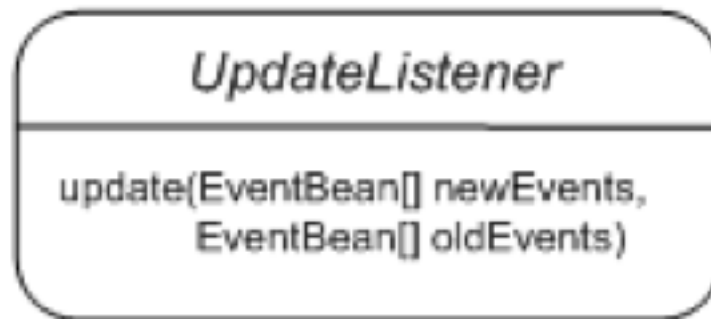 UpdateListener
update(EventBean[] newEvents,
EventBean[] oldEvents)